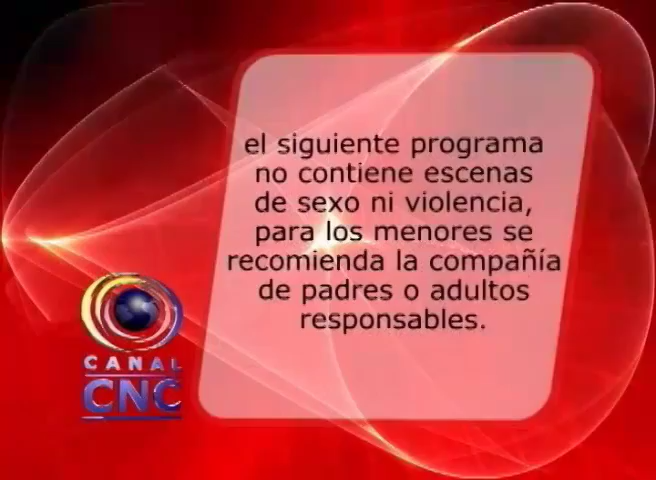 el siguiente programa
no contiene escenas
de sexo ni violencia,
para los menores se
recomienda la compañía
de padres o adultos
responsables.
CANAL
CNC